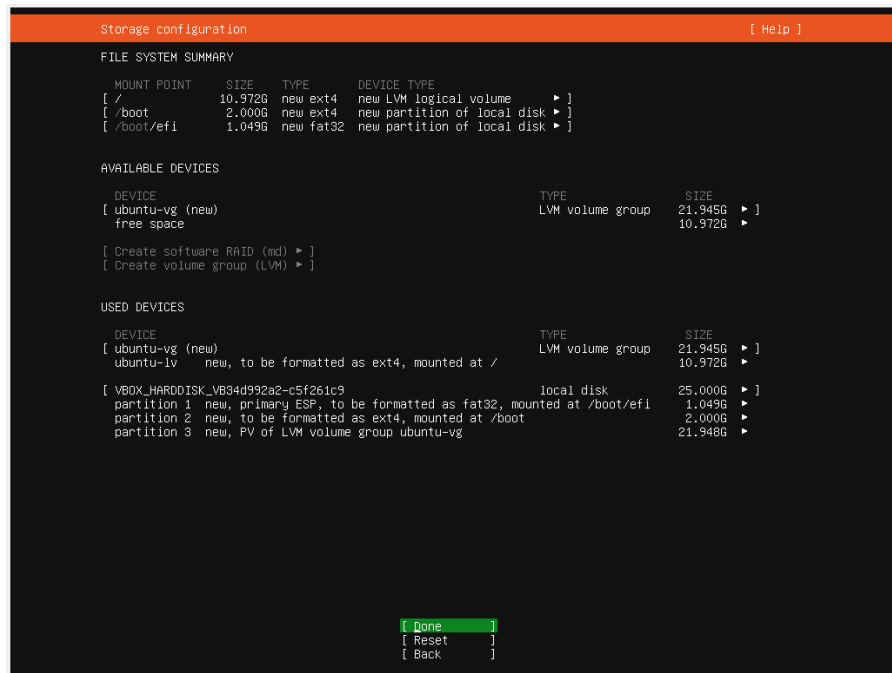 Storage configuration [ Help ]
FILE SYSTEM SUMMARY
MOUNT POINT SIZE TYPE DEVICE TYPE
[ / 10.972G new ext4 new LVM logical volume ▸ ]
[ /boot 2.000G new ext4 new partition of local disk ▸ ]
[ /boot/efi 1.049G new fat32 new partition of local disk ▸ ]
AVAILABLE DEVICES
DEVICE TYPE SIZE
[ ubuntu-vg (new) LVM volume group 21.945G ▸ ]
free space 10.972G ▸
[ Create software RAID (md) ▸ ]
[ Create volume group (LVM) ▸ ]
USED DEVICES
DEVICE TYPE SIZE
[ ubuntu-vg (new) LVM volume group 21.945G ▸ ]
ubuntu-lv new, to be formatted as ext4, mounted at / 10.972G ▸
[ VBOX_HARDDISK_VB34d992a2-c5f261c9 local disk 25.000G ▸ ]
partition 1 new, primary ESP, to be formatted as fat32, mounted at /boot/efi 1.049G ▸
partition 2 new, to be formatted as ext4, mounted at /boot 2.000G ▸
partition 3 new, PV of LVM volume group ubuntu-vg 21.948G ▸
[ Done ]
[ Reset ]
[ Back ]